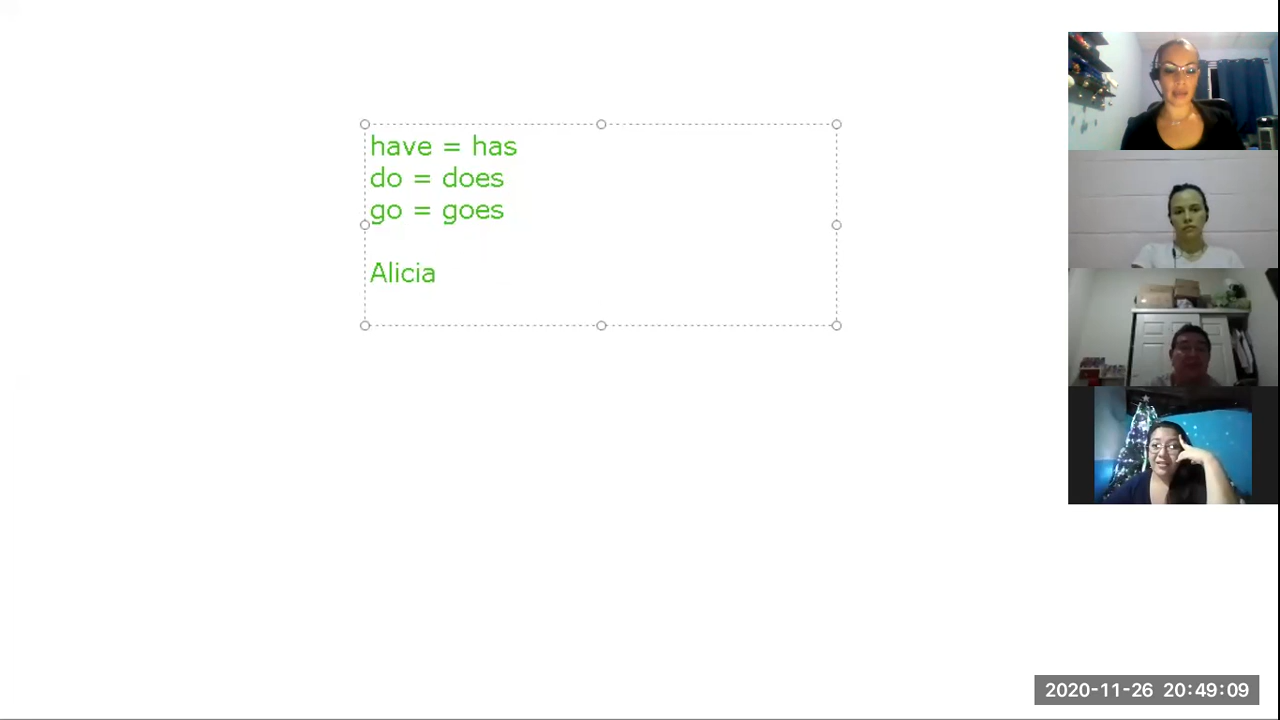 have = has
do = does
go = goes
Alicia
2020-11-26 20:49:09